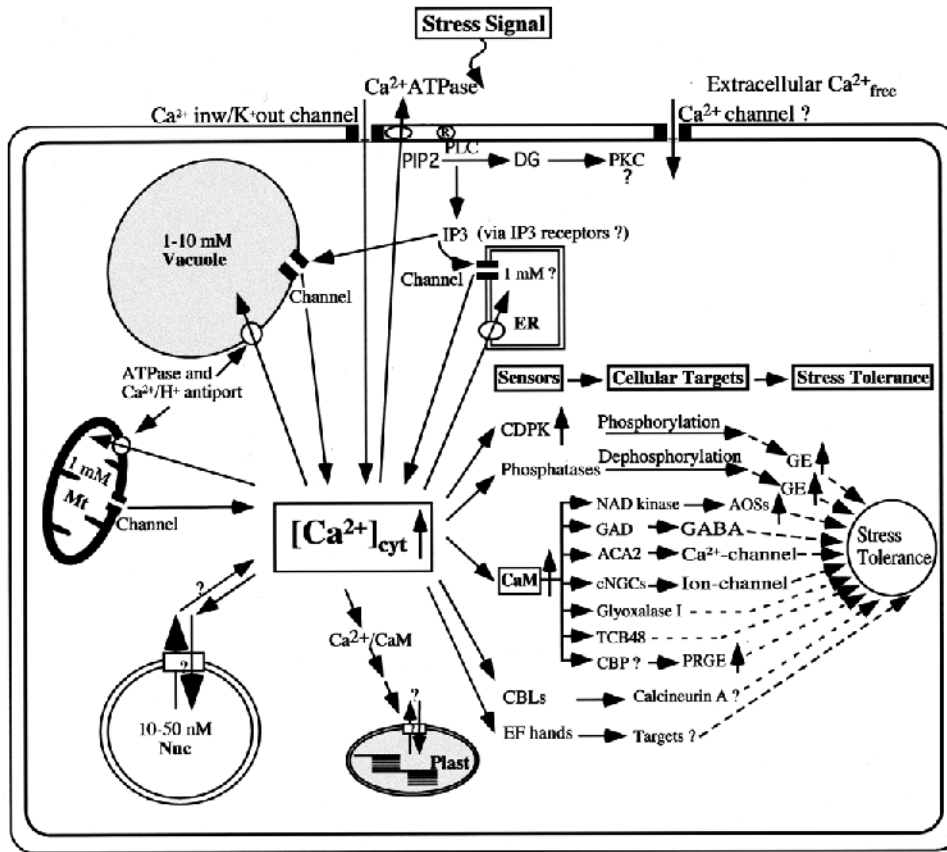 Stress Signal
Ca²⁺ATPase
Extracellular Ca²⁺free
Ca²⁺ inw/K⁺out channel
Ca²⁺ channel ?
R
PLC
PIP2
DG
PKC
?
IP3 (via IP3 receptors ?)
1-10 mM
Vacuole
Channel
Channel
1 mM ?
ER
ATPase and
Ca²⁺/H⁺ antiport
Sensors
Cellular Targets
Stress Tolerance
CDPK
Phosphorylation
GE
Phosphatases
Dephosphorylation
GE
1 mM
Mt
Channel
[Ca²⁺]cyt
CaM
NAD kinase
AOSs
GAD
GABA
ACA2
Ca²⁺-channel
cNGCs
Ion-channel
Glyoxalase I
TCB48
CBP ?
PRGE
Stress
Tolerance
?
?
10-50 nM
Nuc
Ca²⁺/CaM
?
?
Plast
CBLs
Calcineurin A ?
EF hands
Targets ?